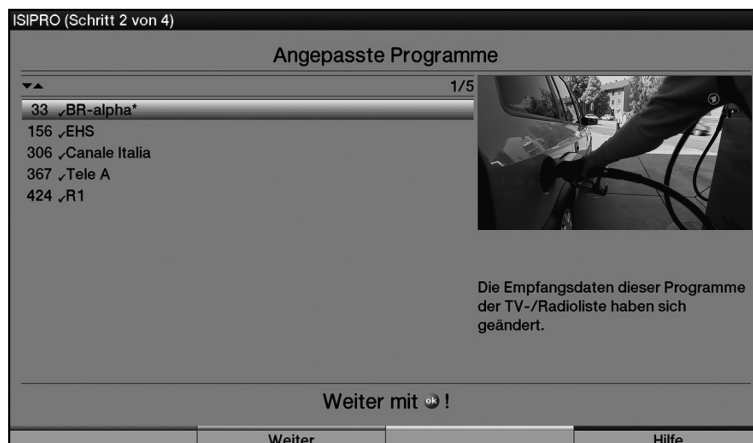 ISIPRO (Schritt 2 von 4)
Angepasste Programme
1/5
33 ✓BR-alpha*
156 ✓EHS
306 ✓Canale Italia
367 ✓Tele A
424 ✓R1
Die Empfangsdaten dieser Programme
der TV-/Radioliste haben sich
geändert.
Weiter mit ok !
Weiter
Hilfe